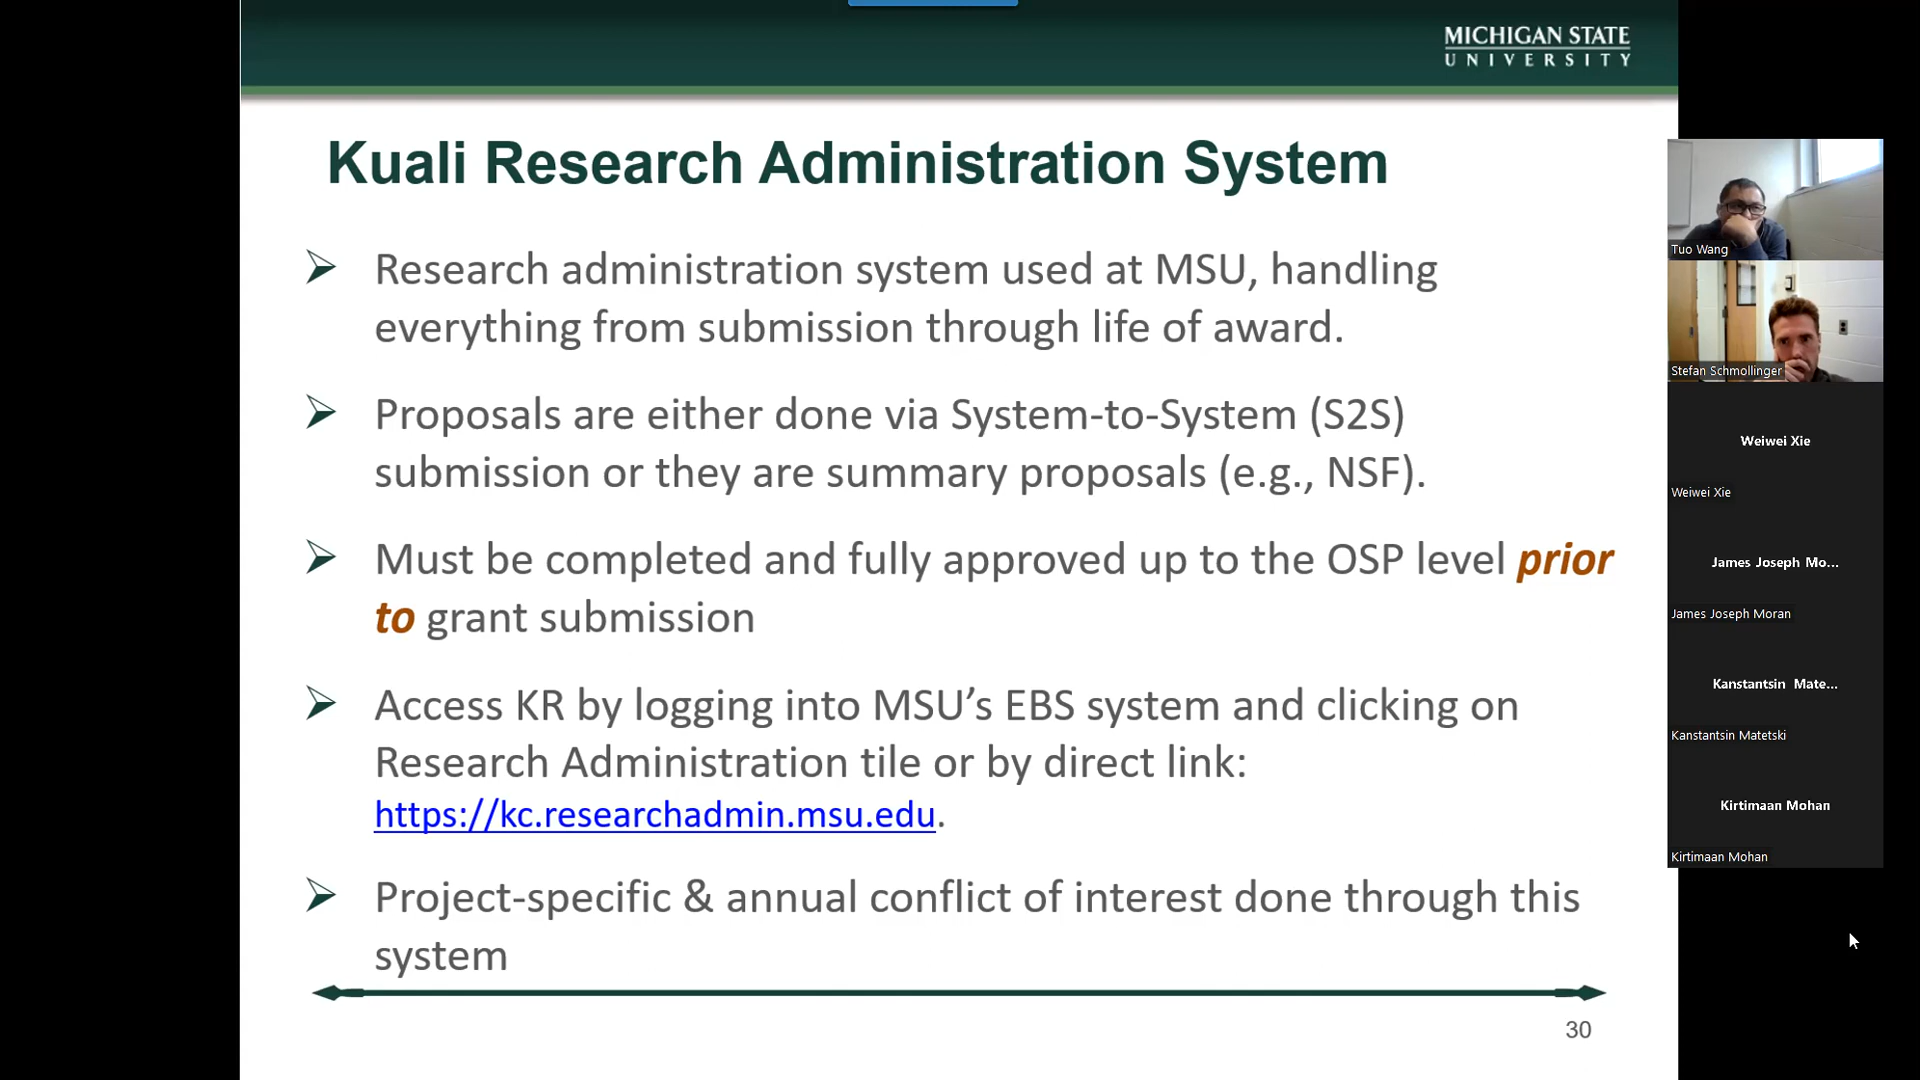 MICHIGAN STATE
UNIVERSITY
Kuali Research Administration System
Research administration system used at MSU, handling
everything from submission through life of award.
Proposals are either done via System-to-System (S2S)
submission or they are summary proposals (e.g., NSF).
Must be completed and fully approved up to the OSP level prior
to grant submission
Access KR by logging into MSU’s EBS system and clicking on
Research Administration tile or by direct link:
https://kc.researchadmin.msu.edu.
Project-specific & annual conflict of interest done through this
system
30
Tuo Wang
Stefan Schmollinger
Weiwei Xie
Weiwei Xie
James Joseph Mo...
James Joseph Moran
Kanstantsin Mate...
Kanstantsin Matetski
Kirtimaan Mohan
Kirtimaan Mohan